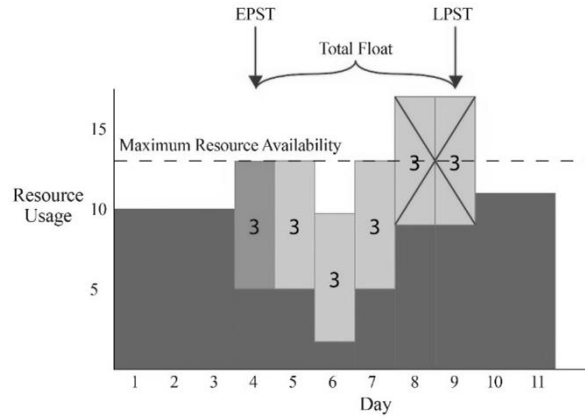 EPST
LPST
Total Float
15
Maximum Resource Availability
3
3
Resource
Usage
10
3
3
3
3
5
1 2 3 4 5 6 7 8 9 10 11
Day